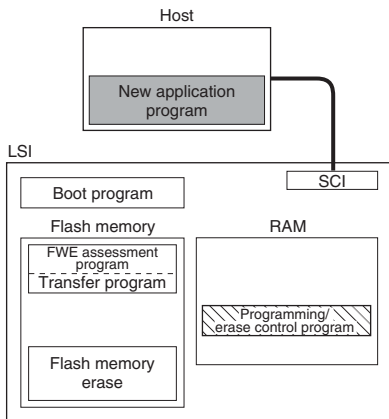 Host
New application
program
LSI
SCI
Boot program
Flash memory
RAM
FWE assessment
program
Transfer program
Programming/
erase control program
Flash memory
erase